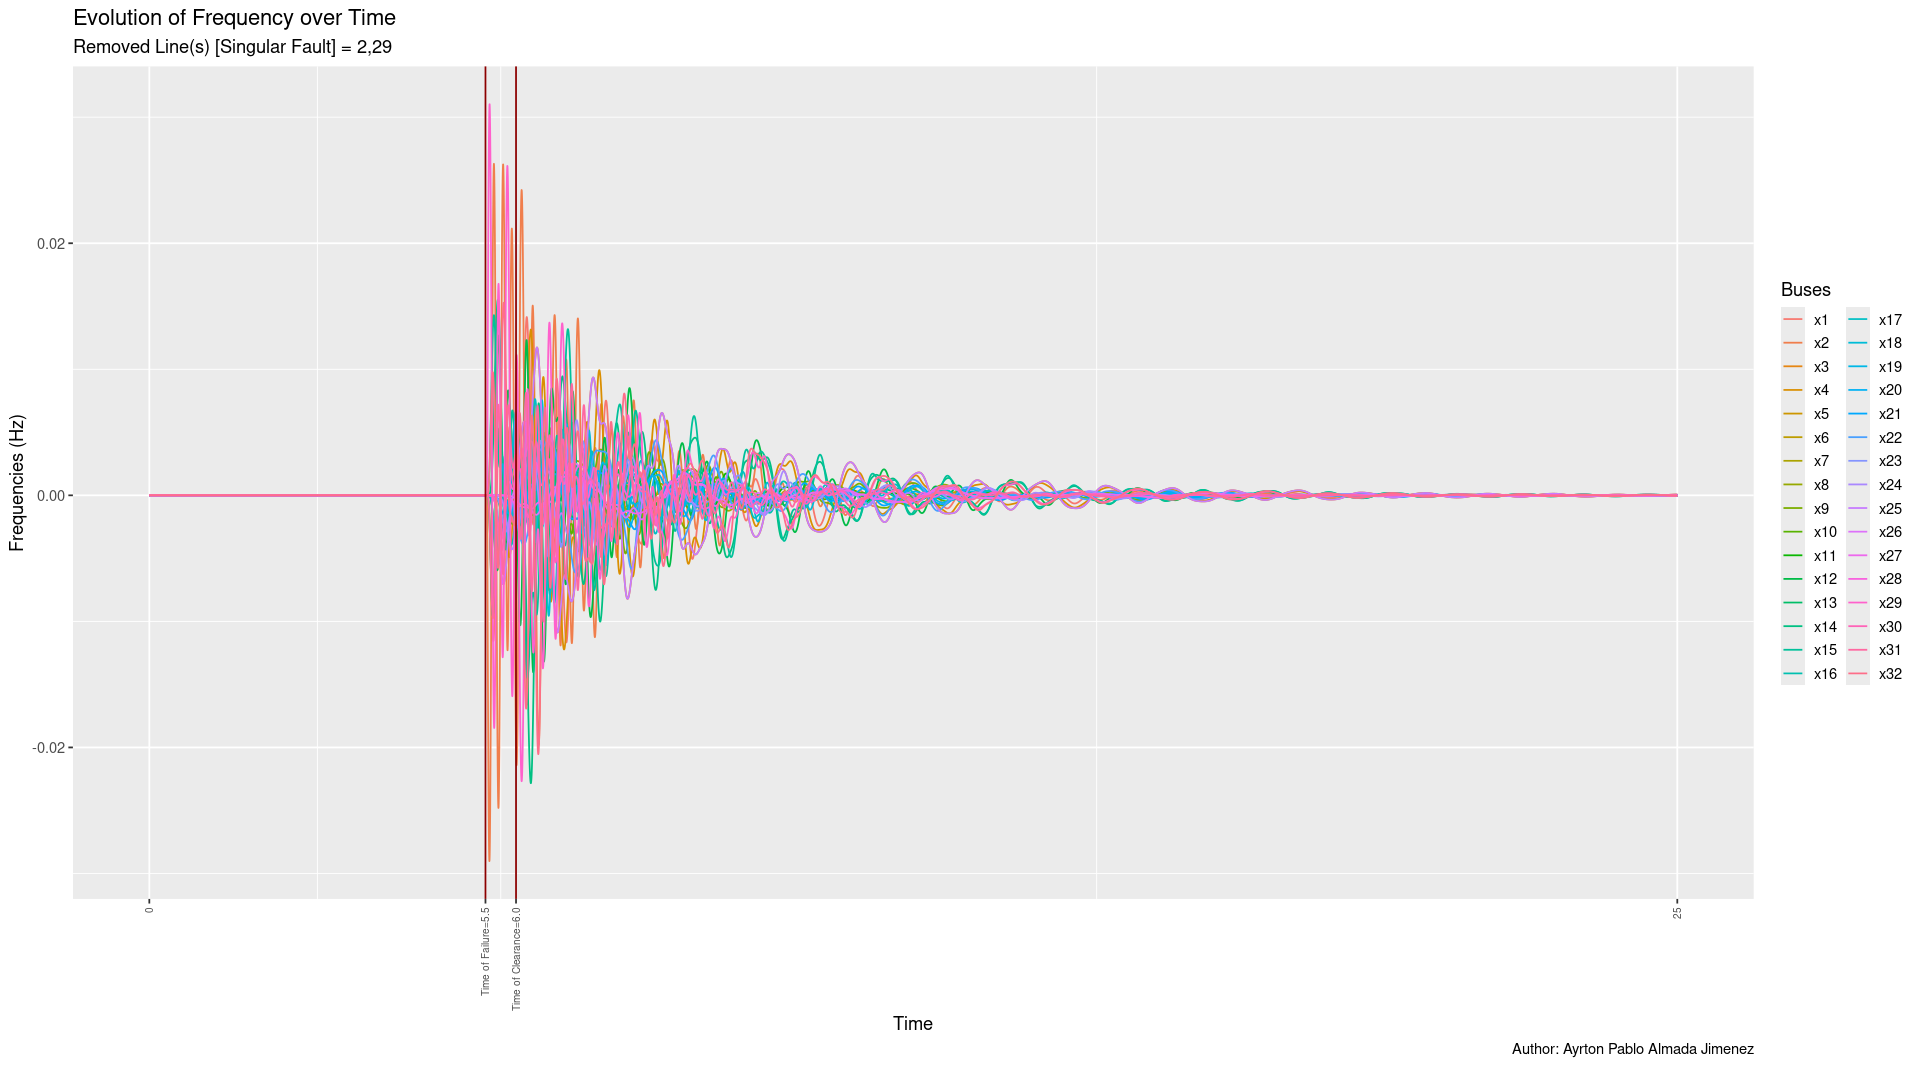 Evolution of Frequency over Time
Removed Line(s) [Singular Fault] = 2,29
Frequencies (Hz)
0.02
0.00
-0.02
0
Time of Failure=5.5
Time of Clearance=6.0
25
Time
Buses
x1
x2
x3
x4
x5
x6
x7
x8
x9
x10
x11
x12
x13
x14
x15
x16
x17
x18
x19
x20
x21
x22
x23
x24
x25
x26
x27
x28
x29
x30
x31
x32
Author: Ayrton Pablo Almada Jimenez